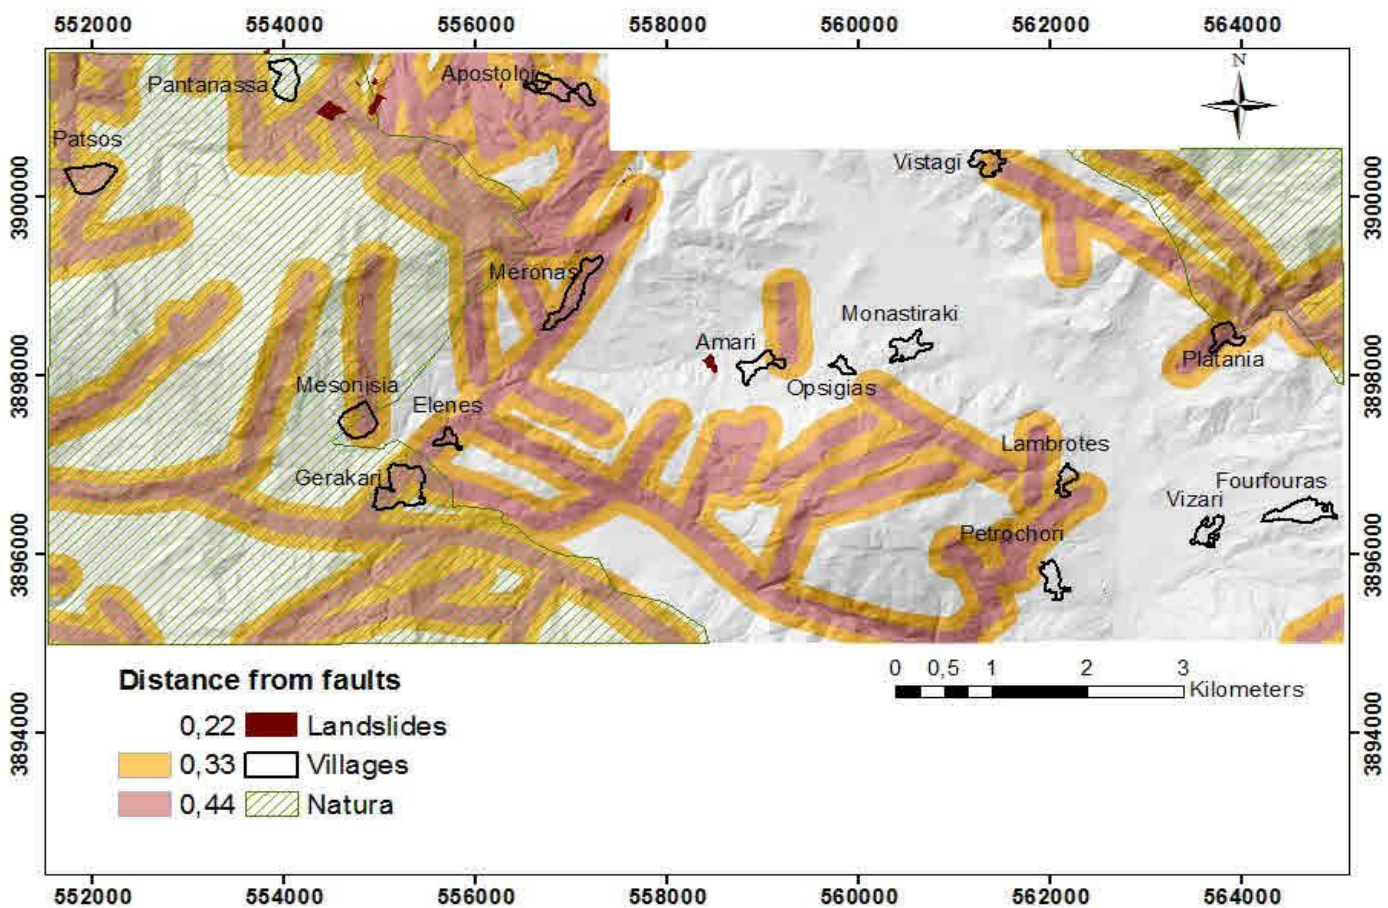 552000 554000 556000 558000 560000 562000 564000
N
Pantanassa
Apostoloi
Patsos
Vistagi
3900000
3900000
Meronas
Monastiraki
Amari
Platania
3898000
3898000
Mesonisia
Opsigias
Elenes
Lambrotes
Gerakari
Fourfouras
Vizari
Petrochori
3896000
3896000
Distance from faults
0 0,5 1 2 3
Kilometers
0,22 Landslides
0,33 Villages
0,44 Natura
3894000
3894000
552000 554000 556000 558000 560000 562000 564000